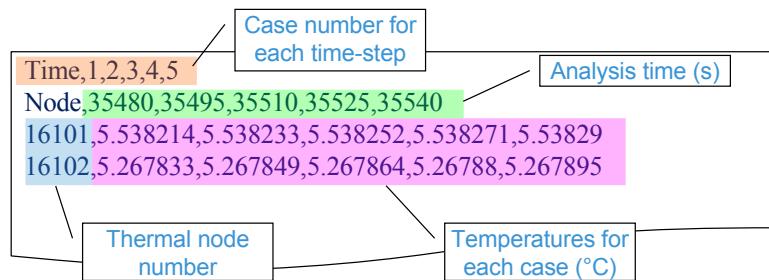 Case number for
each time-step
Time,1,2,3,4,5
Analysis time (s)
Node,35480,35495,35510,35525,35540
16101,5.538214,5.538233,5.538252,5.538271,5.53829
16102,5.267833,5.267849,5.267864,5.26788,5.267895
Thermal node
number
Temperatures for
each case (°C)